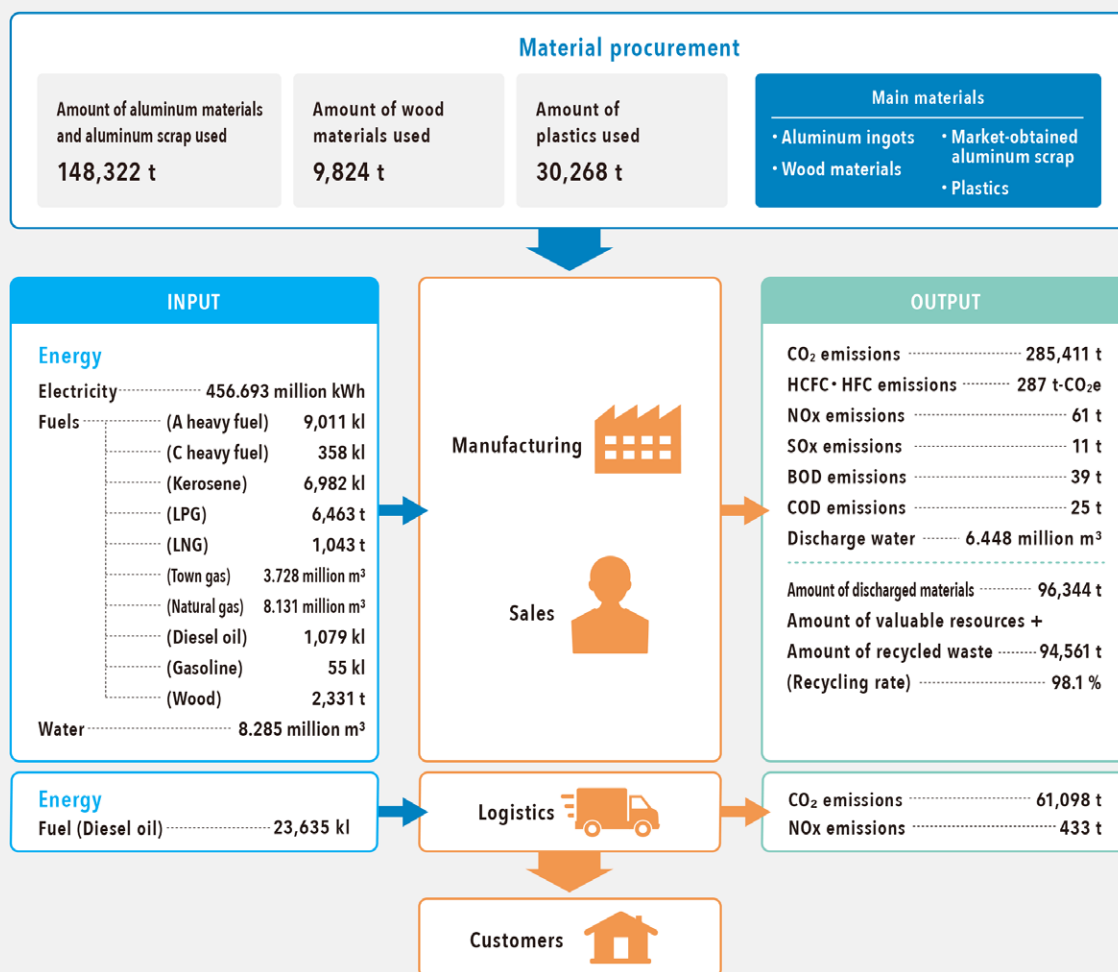 Material procurement
Amount of aluminum materials
and aluminum scrap used
148,322 t
Amount of wood
materials used
9,824 t
Amount of
plastics used
30,268 t
Main materials
・Aluminum ingots
・Wood materials
・Market-obtained
aluminum scrap
・Plastics
INPUT
Energy
Electricity 456.693 million kWh
Fuels (A heavy fuel) 9,011 kl
(C heavy fuel) 358 kl
(Kerosene) 6,982 kl
(LPG) 6,463 t
(LNG) 1,043 t
(Town gas) 3.728 million m³
(Natural gas) 8.131 million m³
(Diesel oil) 1,079 kl
(Gasoline) 55 kl
(Wood) 2,331 t
Water 8.285 million m³
Manufacturing
Sales
OUTPUT
CO₂ emissions 285,411 t
HCFC・HFC emissions 287 t-CO₂e
NOx emissions 61 t
SOx emissions 11 t
BOD emissions 39 t
COD emissions 25 t
Discharge water 6.448 million m³
Amount of discharged materials 96,344 t
Amount of valuable resources +
Amount of recycled waste 94,561 t
(Recycling rate) 98.1 %
Energy
Fuel (Diesel oil) 23,635 kl
Logistics
CO₂ emissions 61,098 t
NOx emissions 433 t
Customers